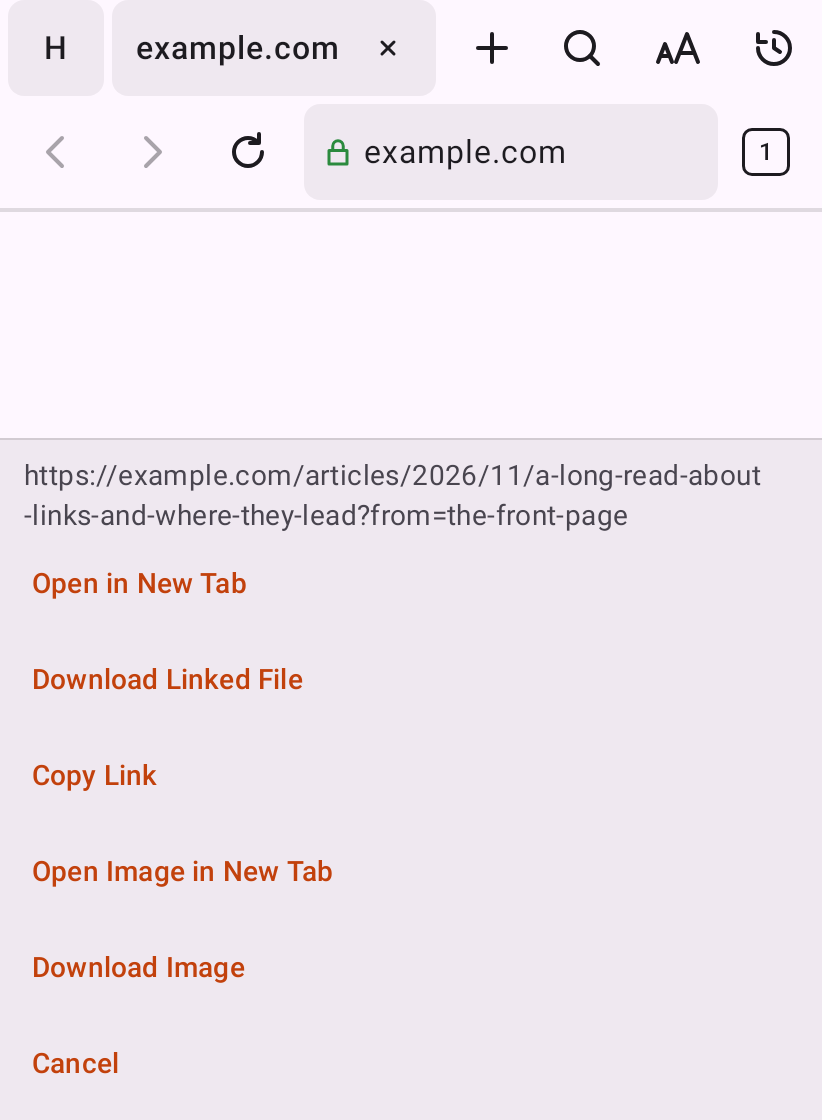 H
example.com
AA
example.com
1
https://example.com/articles/2026/11/a-long-read-about
-links-and-where-they-lead?from=the-front-page
Open in New Tab
Download Linked File
Copy Link
Open Image in New Tab
Download Image
Cancel